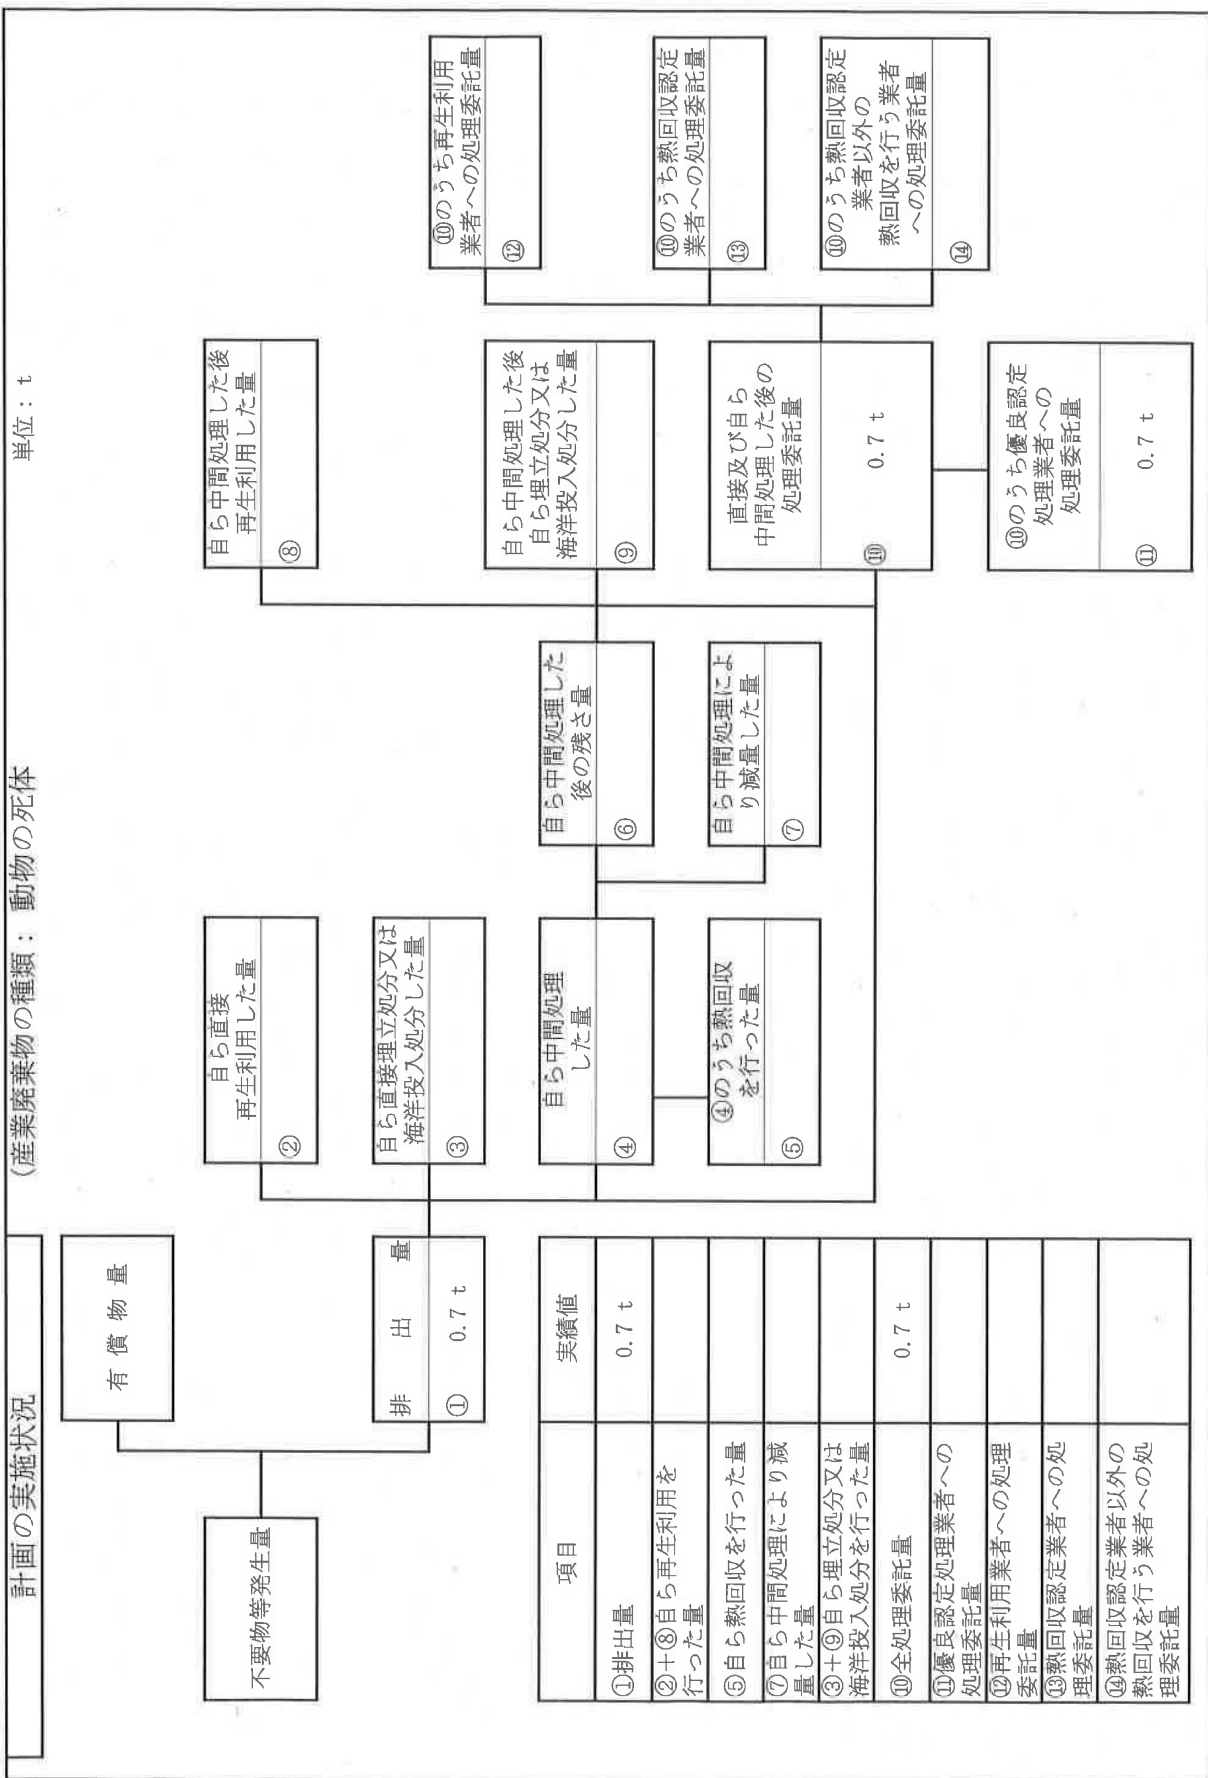 計画の実施状況
(産業廃棄物の種類： 動物の死体
単位：t
有 償 物 量
不要物等発生量
排 出 量
① 0.7 t
自ら直接
再生利用した量
②
自ら直接埋立処分又は
海洋投入処分した量
③
自ら中間処理
した量
④
④のうち熱回収
を行った量
⑤
自ら中間処理した
後の残さ量
⑥
自ら中間処理によ
り減量した量
⑦
自ら中間処理した後
再生利用した量
⑧
自ら中間処理した後
自ら埋立処分又は
海洋投入処分した量
⑨
直接及び自ら
中間処理した後の
処理委託量
⑩ 0.7 t
⑩のうち優良認定
処理業者への
処理委託量
⑪ 0.7 t
⑩のうち再生利用
業者への処理委託量
⑫
⑩のうち熱回収認定
業者への処理委託量
⑬
⑩のうち熱回収認定
業者以外の
熱回収を行う業者
への処理委託量
⑭
項目 実績値
①排出量 0.7 t
②＋⑧自ら再生利用を
行った量
⑤自ら熱回収を行った量
⑦自ら中間処理により減
量した量
③＋⑨自ら埋立処分又は
海洋投入処分を行った量
⑩全処理委託量 0.7 t
⑪優良認定処理業者への
処理委託量
⑫再生利用業者への処理
委託量
⑬熱回収認定業者への処
理委託量
⑭熱回収認定業者以外の
熱回収を行う業者への処
理委託量